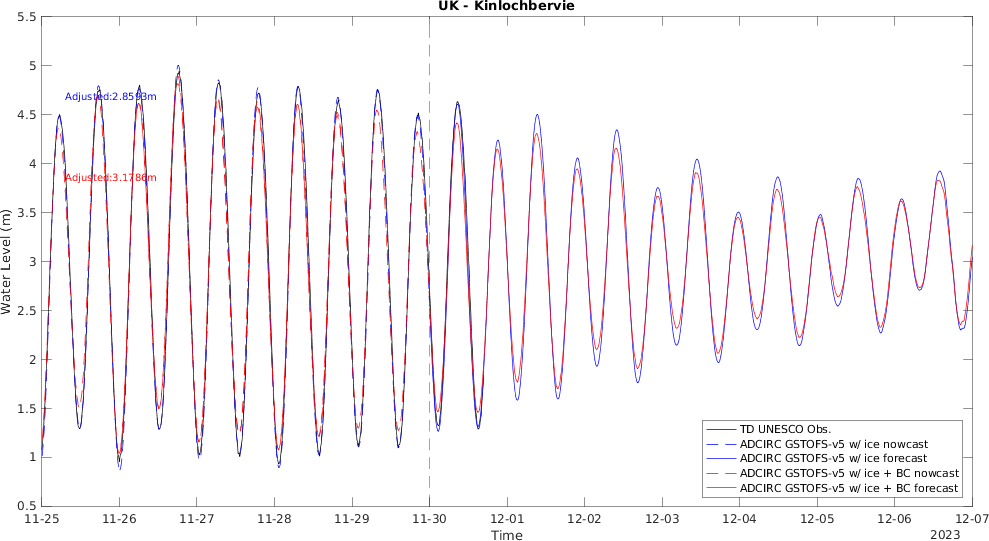 UK - Kinlochbervie
5.5
5
4.5
4
3.5
3
2.5
2
1.5
1
0.5
Water Level (m)
Adjusted:2.8593m
Adjusted:3.1786m
TD UNESCO Obs.
ADCIRC GSTOFS-v5 w/ ice nowcast
ADCIRC GSTOFS-v5 w/ ice forecast
ADCIRC GSTOFS-v5 w/ ice + BC nowcast
ADCIRC GSTOFS-v5 w/ ice + BC forecast
11-25 11-26 11-27 11-28 11-29 11-30 12-01 12-02 12-03 12-04 12-05 12-06 12-07
Time
2023